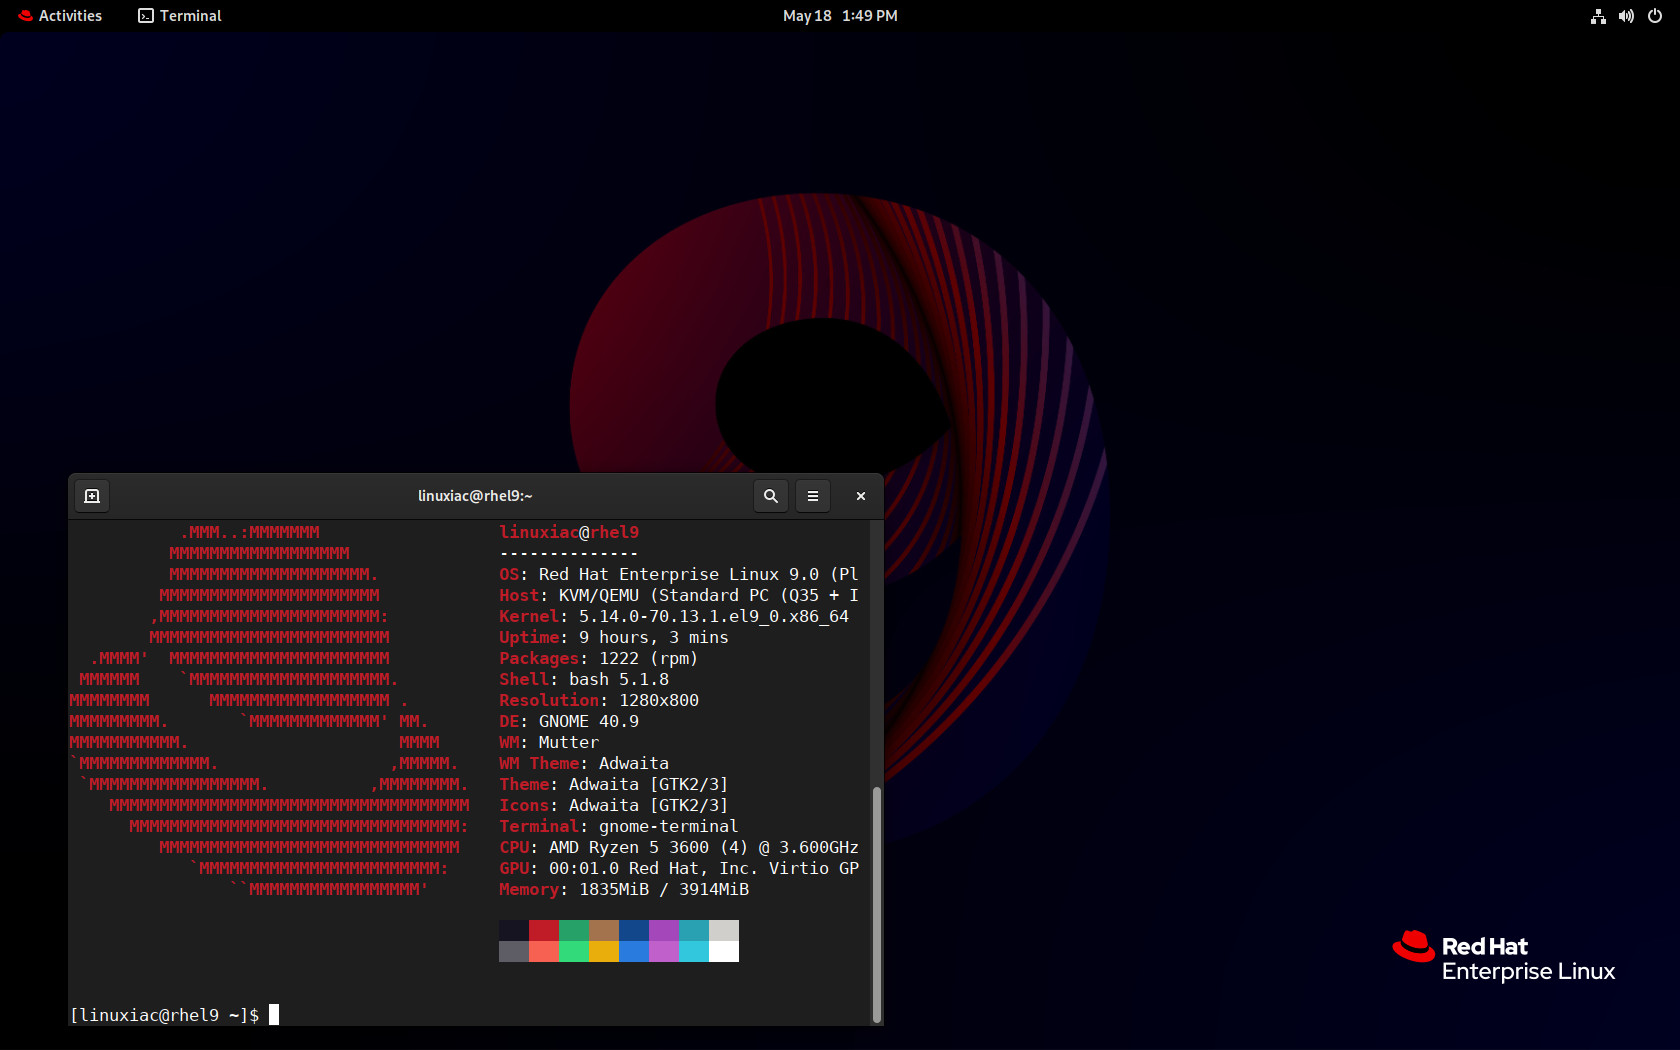 Activities Terminal May 18 1:49 PM
linuxiac@rhel9:~
.MMM..:MMMMMMM linuxiac@rhel9
MMMMMMMMMMMMMMMMMM --------------
MMMMMMMMMMMMMMMMMMMM. OS: Red Hat Enterprise Linux 9.0 (Pl
MMMMMMMMMMMMMMMMMMMMMM Host: KVM/QEMU (Standard PC (Q35 + I
,MMMMMMMMMMMMMMMMMMMMMM: Kernel: 5.14.0-70.13.1.el9_0.x86_64
MMMMMMMMMMMMMMMMMMMMMMMM Uptime: 9 hours, 3 mins
.MMMM' MMMMMMMMMMMMMMMMMMMMMM Packages: 1222 (rpm)
MMMMMM `MMMMMMMMMMMMMMMMMMMM. Shell: bash 5.1.8
MMMMMMMM MMMMMMMMMMMMMMMMMM . Resolution: 1280x800
MMMMMMMMM. `MMMMMMMMMMMMM' MM. DE: GNOME 40.9
MMMMMMMMMMM. MMMM WM: Mutter
`MMMMMMMMMMMMM. ,MMMMM. WM Theme: Adwaita
`MMMMMMMMMMMMMMMMM. ,MMMMMMMM. Theme: Adwaita [GTK2/3]
MMMMMMMMMMMMMMMMMMMMMMMMMMMMMMMMMMMM Icons: Adwaita [GTK2/3]
MMMMMMMMMMMMMMMMMMMMMMMMMMMMMMMMM: Terminal: gnome-terminal
MMMMMMMMMMMMMMMMMMMMMMMMMMMMMM CPU: AMD Ryzen 5 3600 (4) @ 3.600GHz
`MMMMMMMMMMMMMMMMMMMMMMMM: GPU: 00:01.0 Red Hat, Inc. Virtio GP
``MMMMMMMMMMMMMMMMM' Memory: 1835MiB / 3914MiB
[linuxiac@rhel9 ~]$
Red Hat
Enterprise Linux